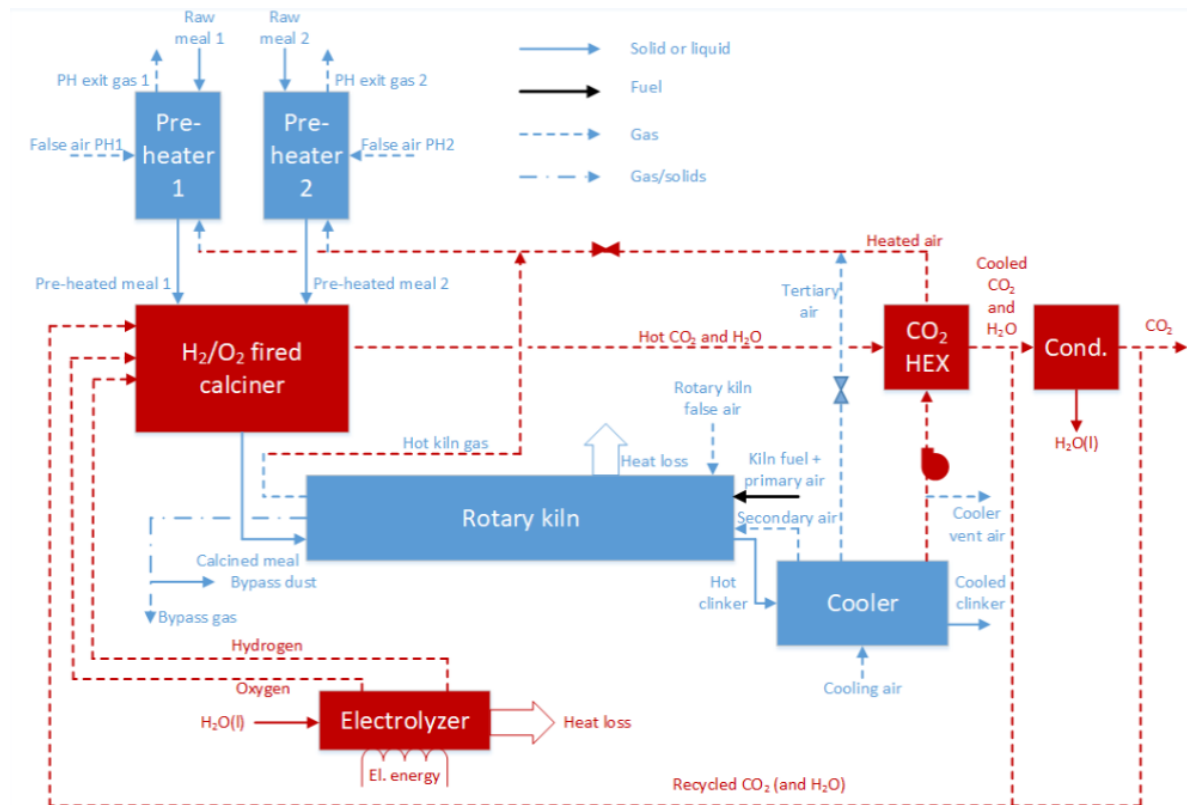 Raw
meal 1
Raw
meal 2
PH exit gas 1
PH exit gas 2
Pre-
heater
1
Pre-
heater
2
False air PH1
False air PH2
Solid or liquid
Fuel
Gas
Gas/solids
Pre-heated meal 1
Pre-heated meal 2
Heated air
Tertiary
air
Cooled
CO₂
and
H₂O
H₂/O₂ fired
calciner
Hot CO₂ and H₂O
CO₂
HEX
Cond.
CO₂
H₂O(l)
Rotary kiln
false air
Hot kiln gas
Heat loss
Kiln fuel +
primary air
Rotary kiln
Secondary air
Cooler
vent air
Calcined meal
Bypass dust
Bypass gas
Hot
clinker
Cooler
Cooled
clinker
Cooling air
Hydrogen
Oxygen
H₂O(l)
Electrolyzer
Heat loss
El. energy
Recycled CO₂ (and H₂O)